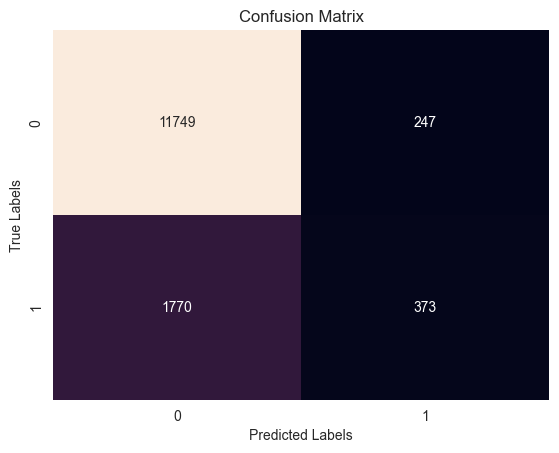 Confusion Matrix
True Labels
0
11749
247
1
1770
373
0
1
Predicted Labels